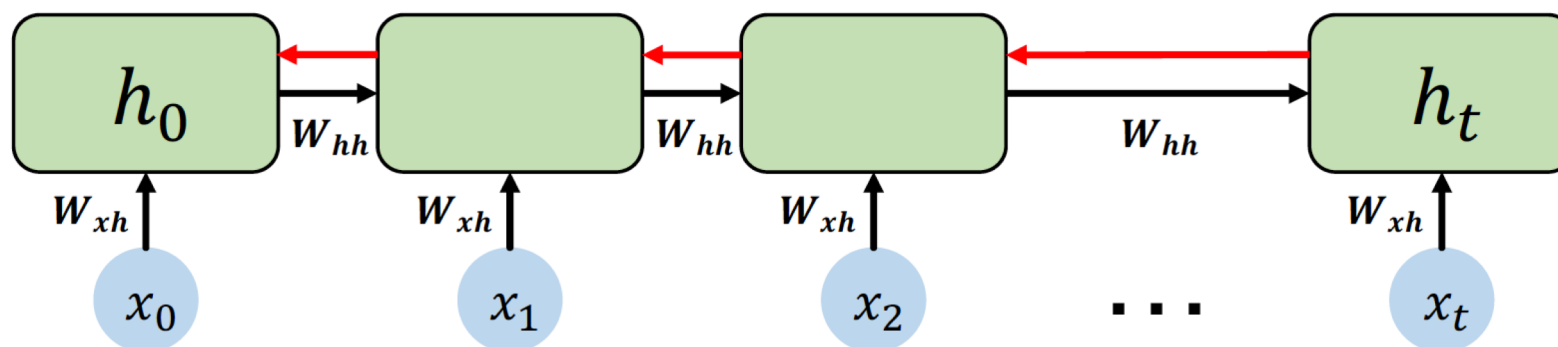 h₀ hₜ
W_hh W_hh W_hh
W_xh W_xh W_xh W_xh
x₀ x₁ x₂ ... xₜ